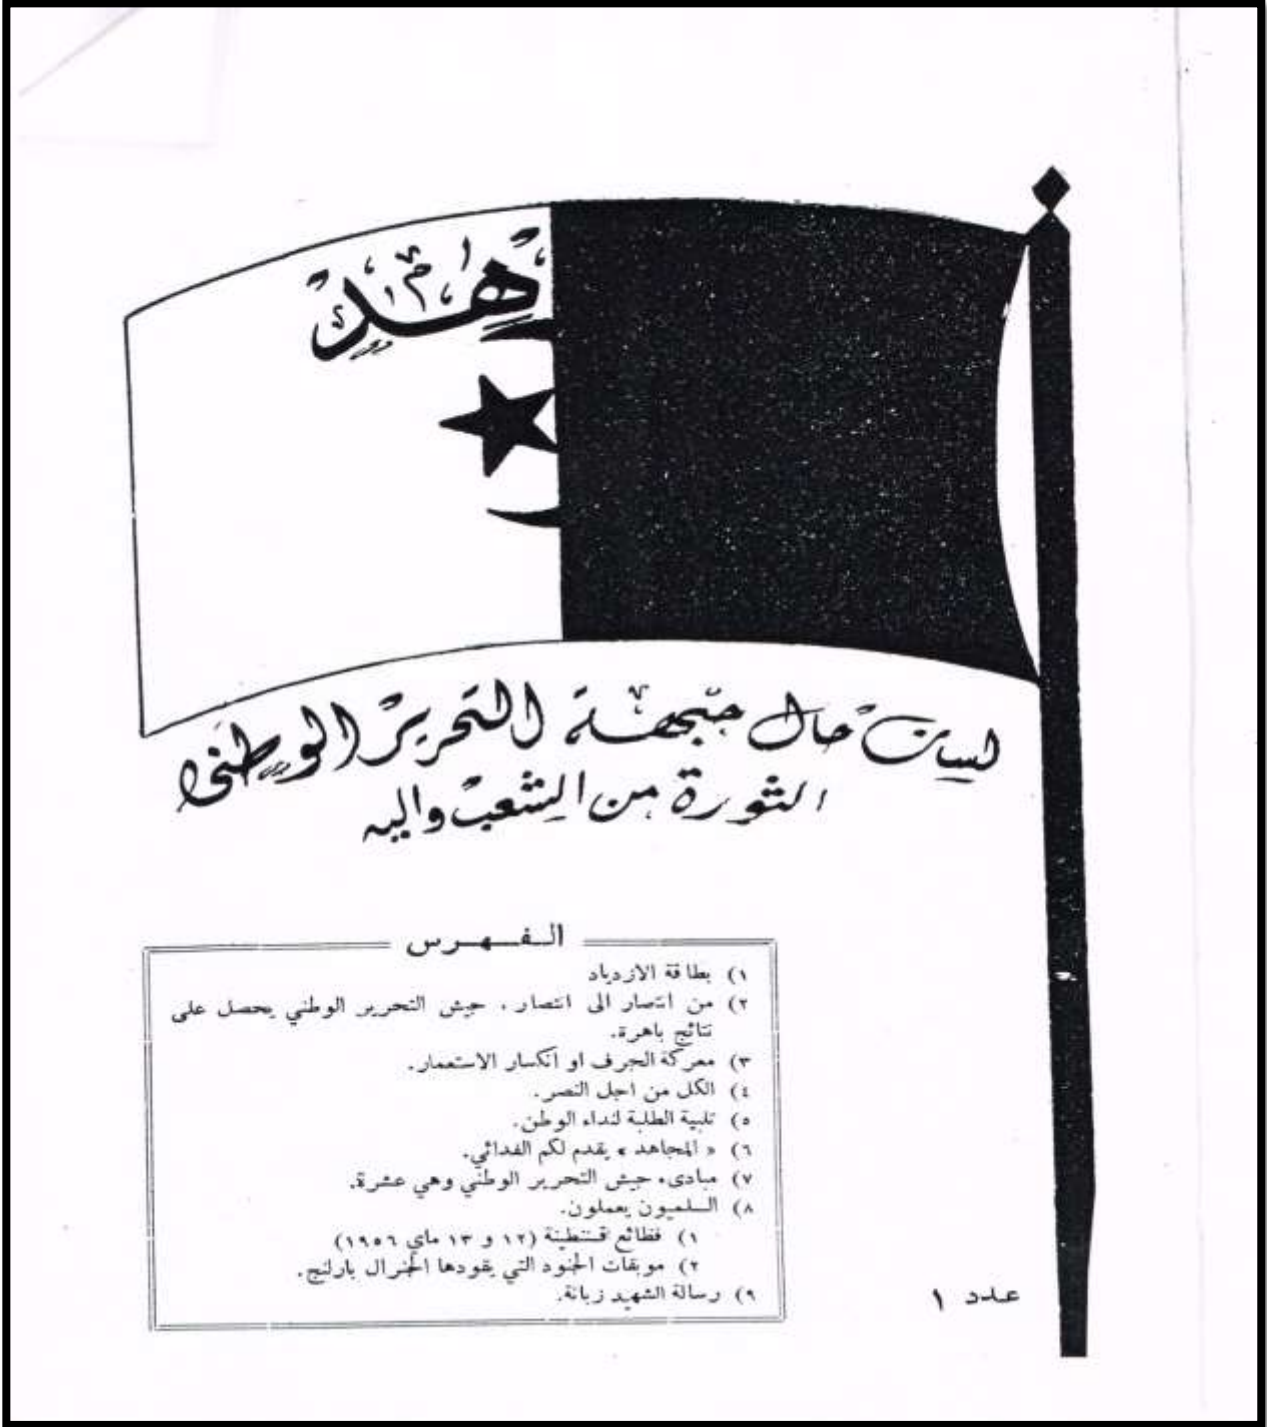 هد
لسان حال جبهة التحرير الوطني
الثورة من الشعب واليه
الفهرس
١) بطاقة الازدياد
٢) من انتصار الى انتصار . جيش التحرير الوطني يحصل على
نتائج باهرة.
٣) معركة الجرف او انكسار الاستعمار.
٤) الكل من اجل النصر.
٥) تلبية الطلبة لنداء الوطن.
٦) « المجاهد » يقدم لكم الفدائي.
٧) مبادىء جيش التحرير الوطني وهي عشرة.
٨) السلميون يعملون.
١) فظائع قسنطينة (١٢ و ١٣ ماي ١٩٥٦)
٢) موبقات الجنود التي يقودها الجنرال بارلنج.
٩) رسالة الشهيد زبانة.
عدد ١